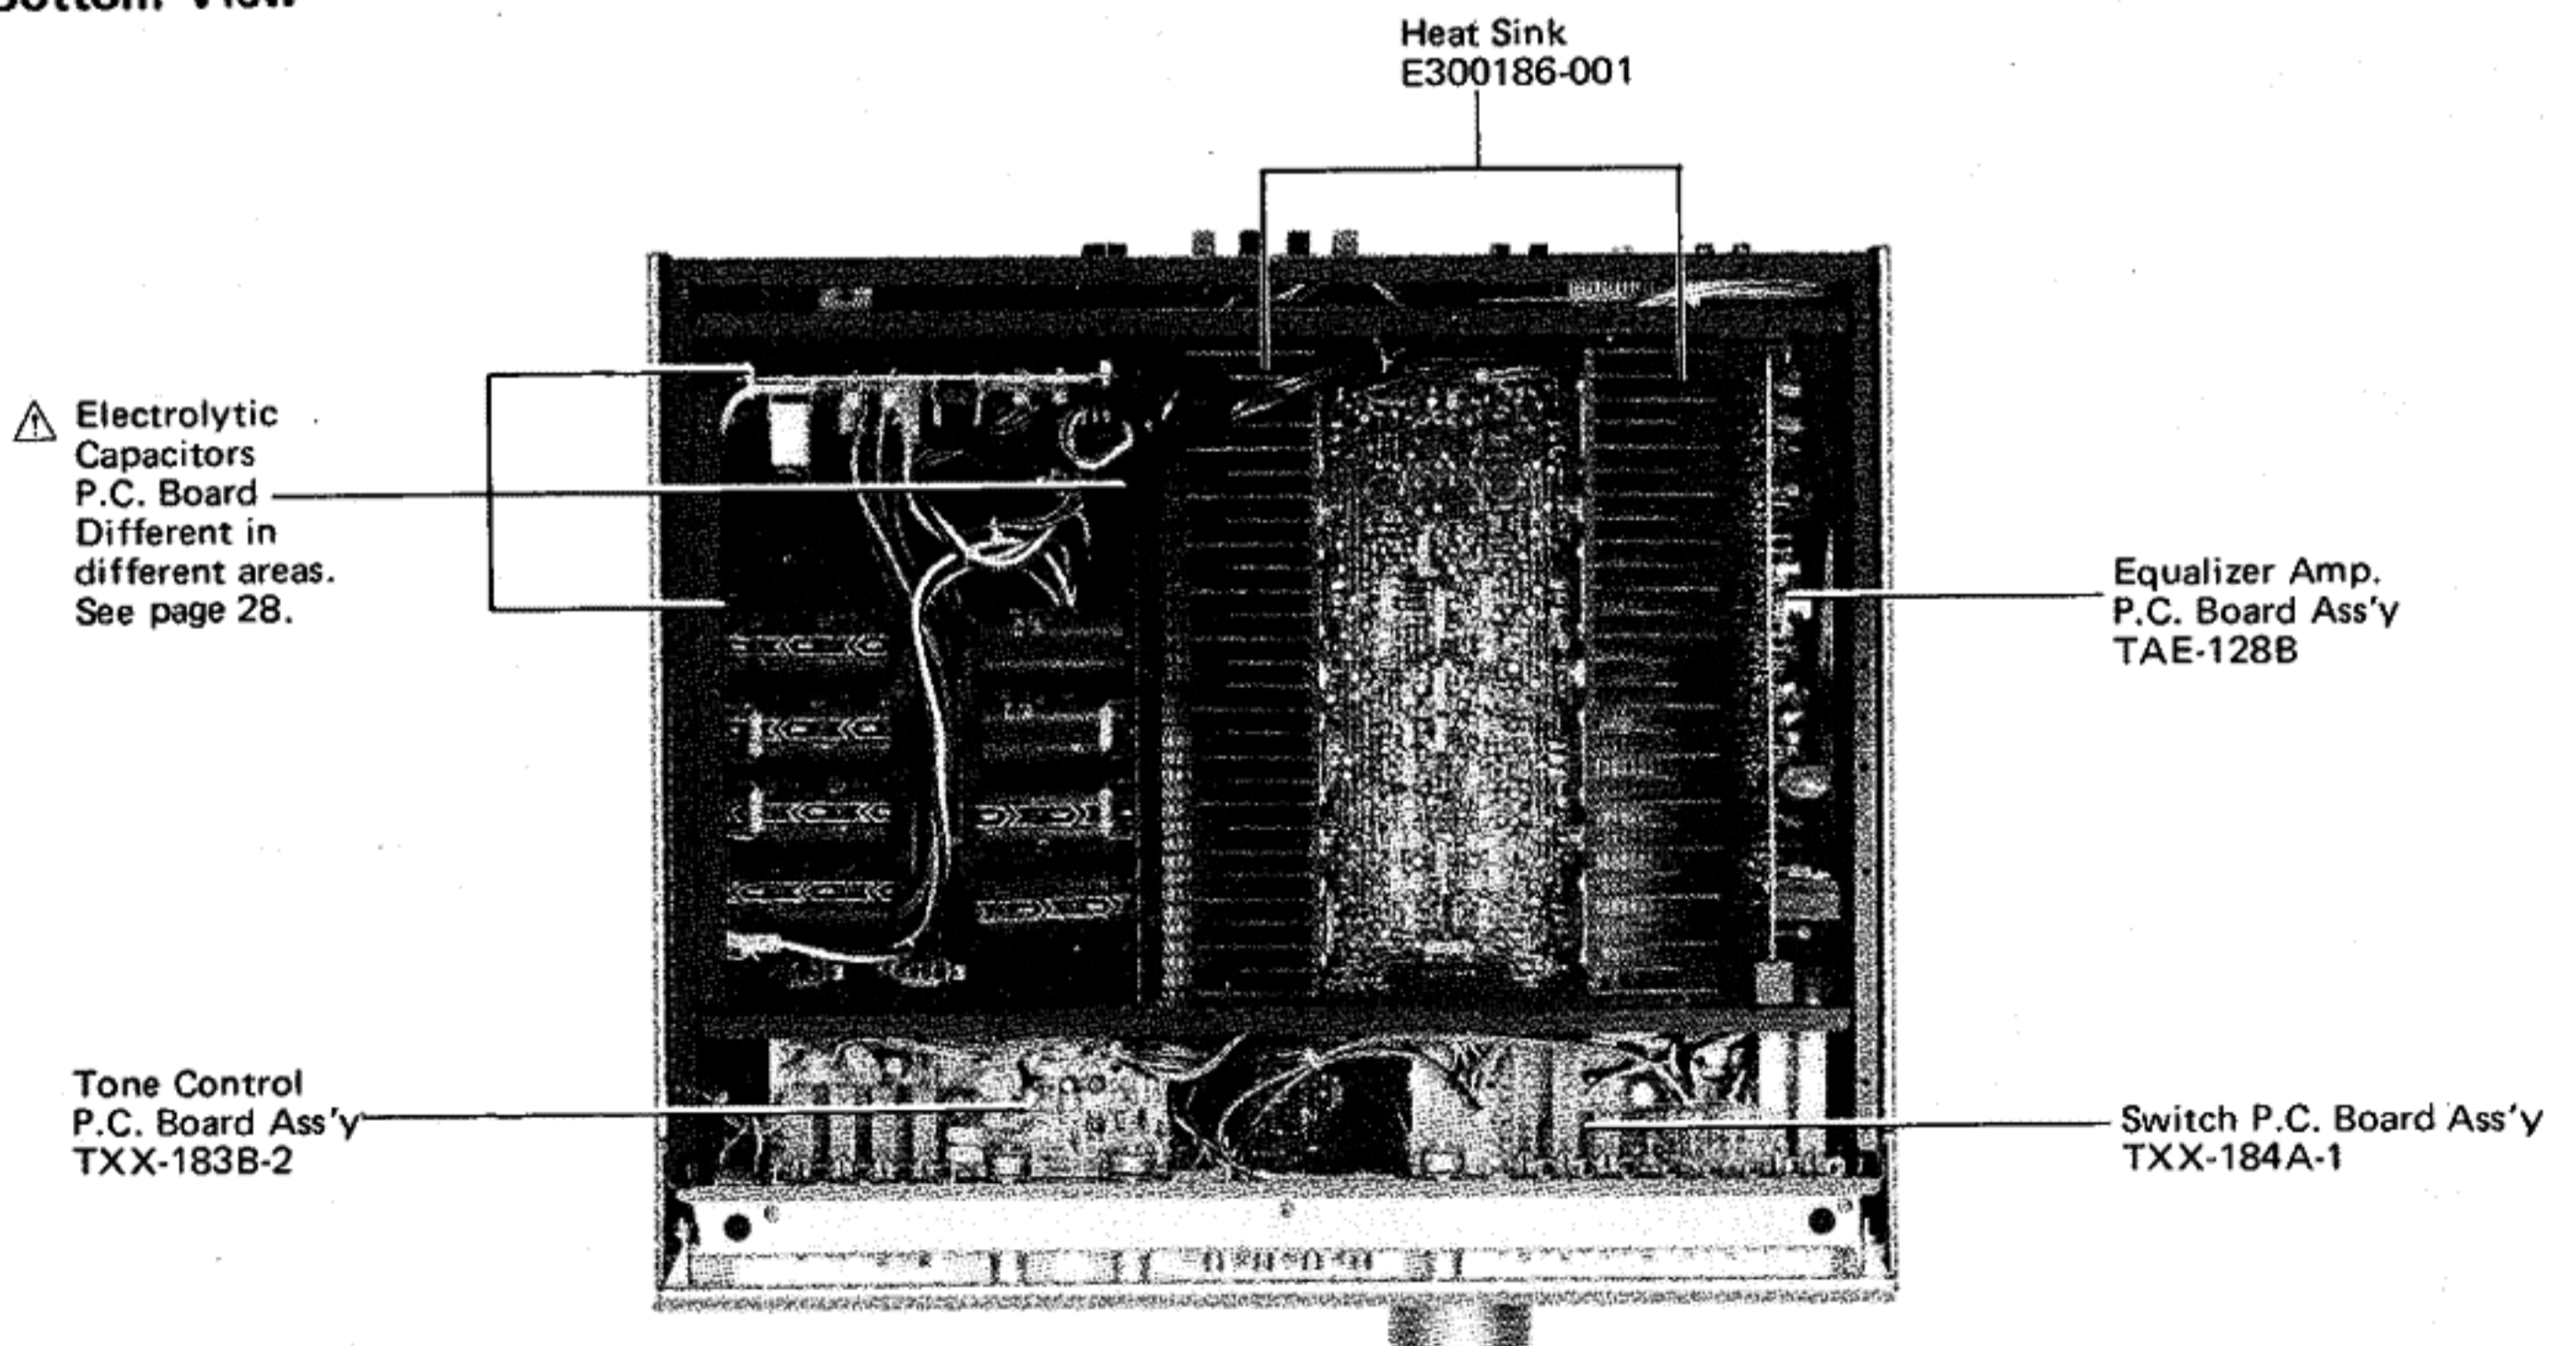 Bottom View
Heat Sink
E300186-001
Electrolytic
Capacitors
P.C. Board
Different in
different areas.
See page 28.
Equalizer Amp.
P.C. Board Ass'y
TAE-128B
Tone Control
P.C. Board Ass'y
TXX-183B-2
Switch P.C. Board Ass'y
TXX-184A-1